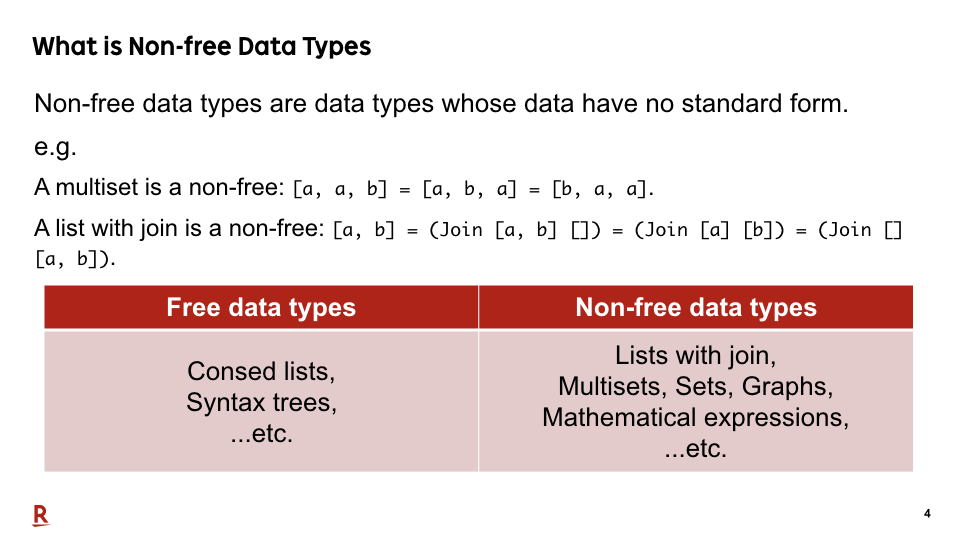 What is Non-free Data Types
Non-free data types are data types whose data have no standard form.
e.g.
A multiset is a non-free: [a, a, b] = [a, b, a] = [b, a, a].
A list with join is a non-free: [a, b] = (Join [a, b] []) = (Join [a] [b]) = (Join []
[a, b]).
Free data types
Non-free data types
Consed lists,
Syntax trees,
...etc.
Lists with join,
Multisets, Sets, Graphs,
Mathematical expressions,
...etc.
R
4